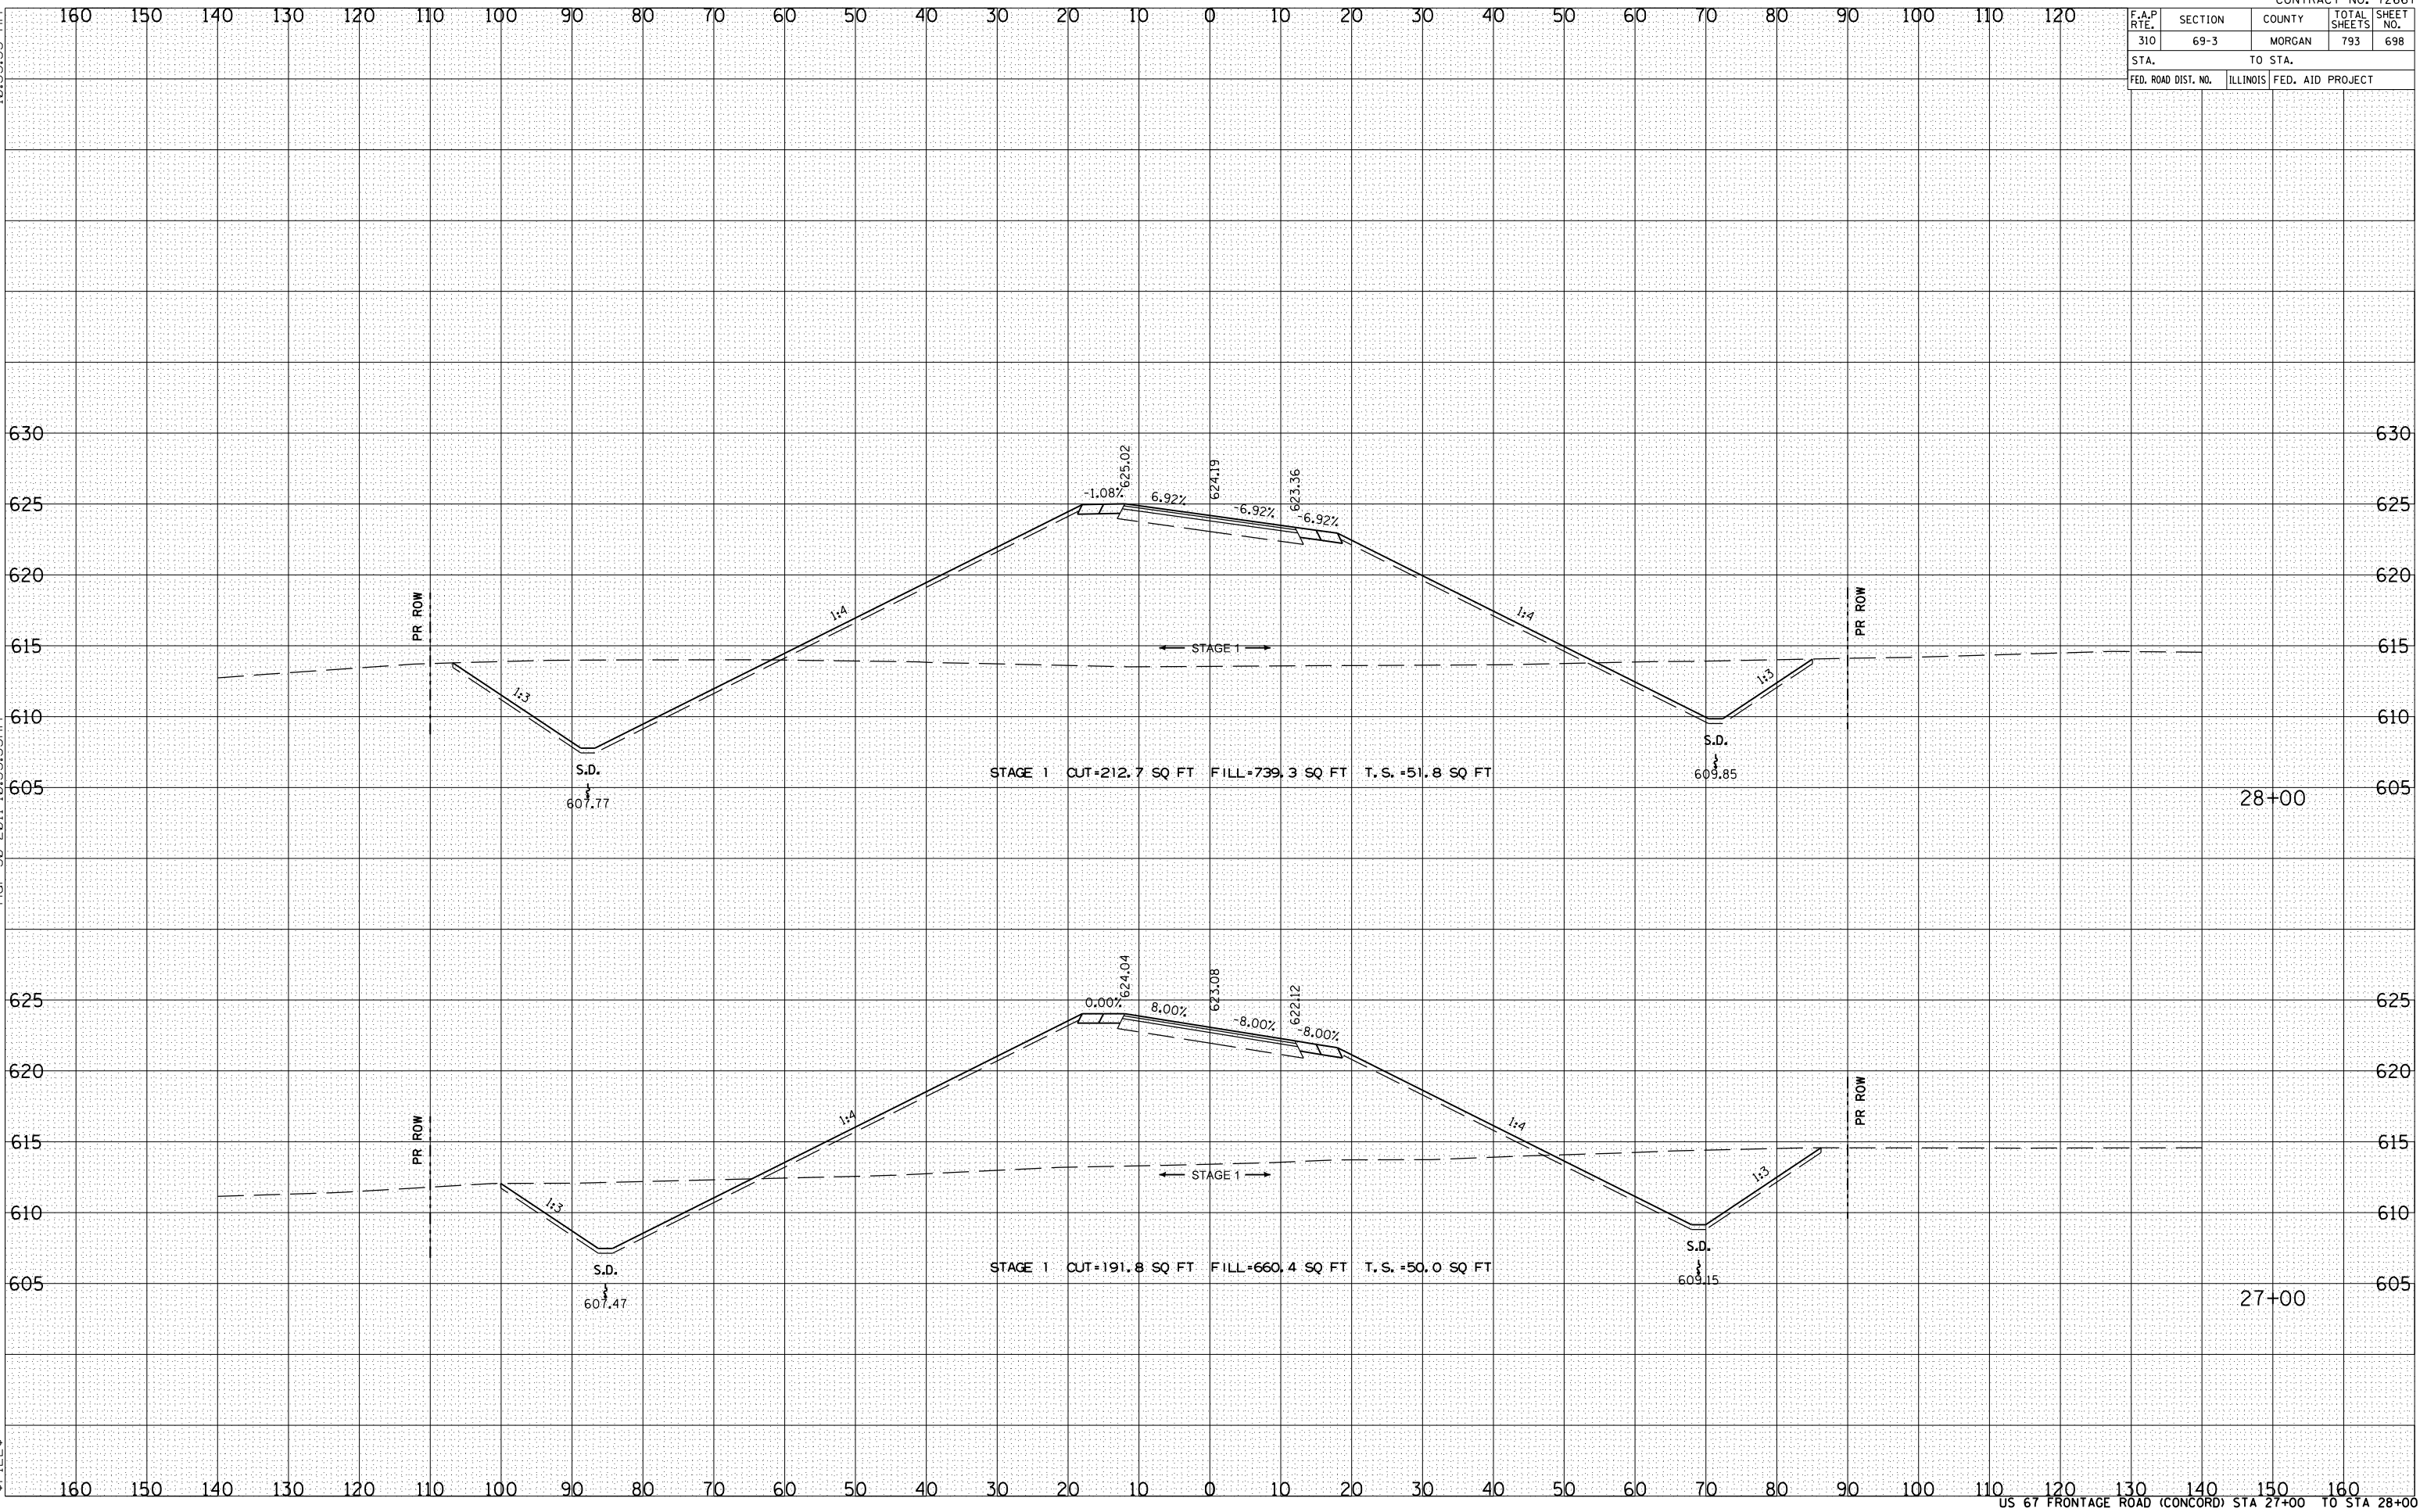 160 150 140 130 120 110 100 90 80 70 60 50 40 30 20 10 0 10 20 30 40 50 60 70 80 90 100 110 120
F.A.P RTE. SECTION COUNTY TOTAL SHEETS SHEET NO.
310 69-3 MORGAN 793 698
STA. TO STA.
FED. ROAD DIST. NO. ILLINOIS FED. AID PROJECT
630 630
625.02 624.19 623.36
625 -1.08% 6.92% -6.92% -6.92% 625
620 620
PR ROW 1:4 1:4 PR ROW
615 STAGE 1 615
1:3 1:3
610 610
S.D. S.D.
STAGE 1 CUT=212.7 SQ FT FILL=739.3 SQ FT T.S.=51.8 SQ FT
609.85
605 605
607.77 28+00
624.04 623.08 622.12
625 0.00% 8.00% -8.00% -8.00% 625
620 620
PR ROW 1:4 1:4 PR ROW
615 615
STAGE 1
1:3 1:3
610 610
S.D. S.D.
STAGE 1 CUT=191.8 SQ FT FILL=660.4 SQ FT T.S.=50.0 SQ FT
609.15
605 605
607.47 27+00
160 150 140 130 120 110 100 90 80 70 60 50 40 30 20 10 0 10 20 30 40 50 60 70 80 90 100 110 120 130 140 150 160
US 67 FRONTAGE ROAD (CONCORD) STA 27+00 TO STA 28+00